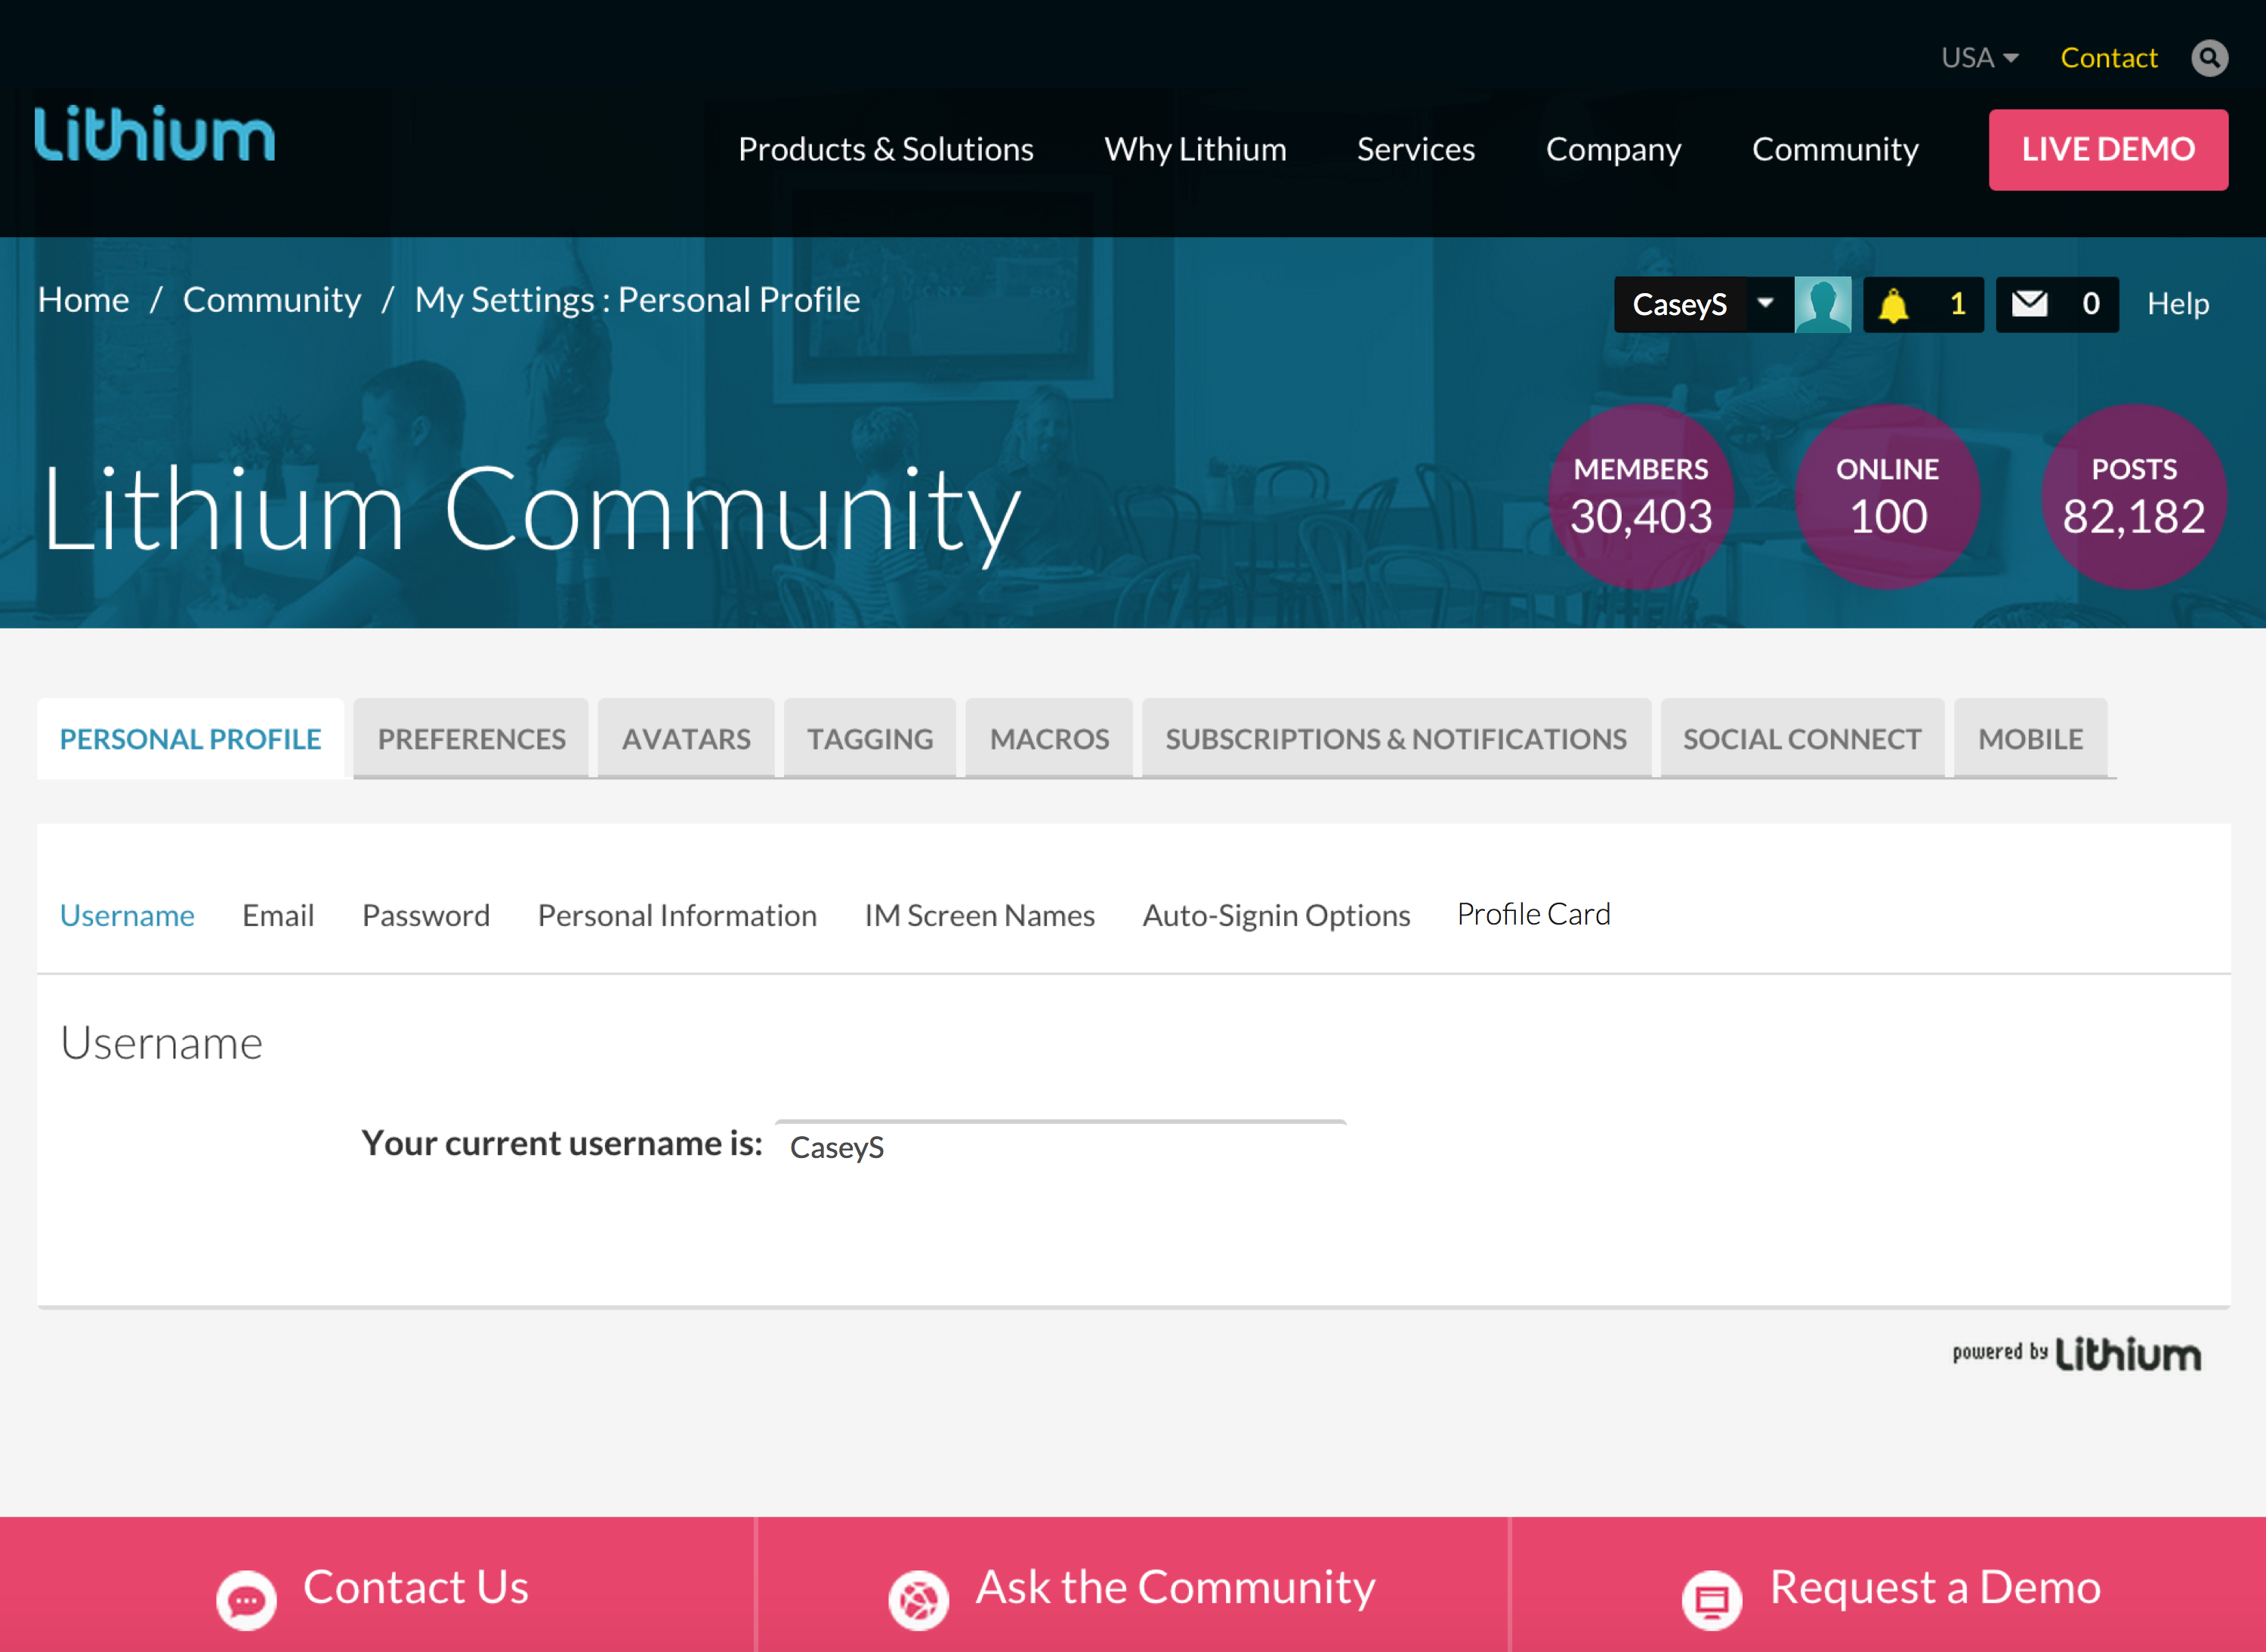 USA Contact
Lithium
Products & Solutions Why Lithium Services Company Community LIVE DEMO
Home / Community / My Settings : Personal Profile
CaseyS 1 0 Help
Lithium Community
MEMBERS
30,403
ONLINE
100
POSTS
82,182
PERSONAL PROFILE PREFERENCES AVATARS TAGGING MACROS SUBSCRIPTIONS & NOTIFICATIONS SOCIAL CONNECT MOBILE
Username Email Password Personal Information IM Screen Names Auto-Signin Options Profile Card
Username
Your current username is: CaseyS
powered by Lithium
Contact Us Ask the Community Request a Demo